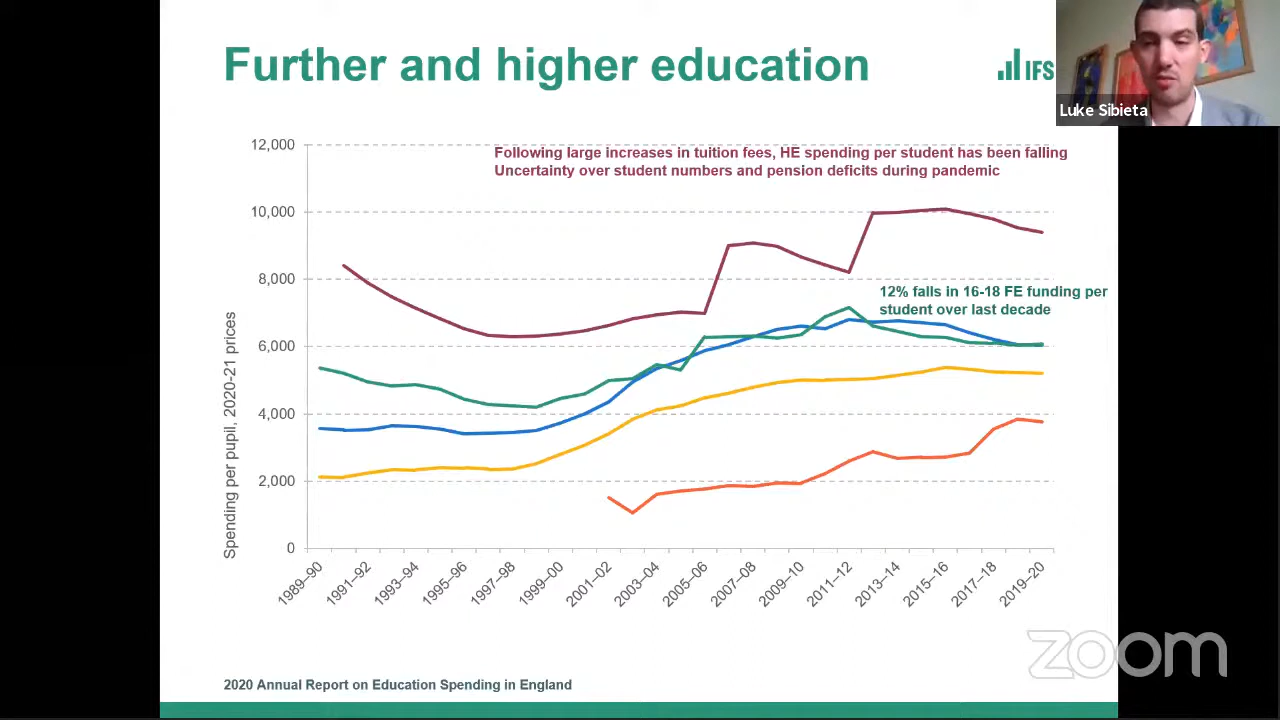 Further and higher education
IFS
Luke Sibieta
12,000
Following large increases in tuition fees, HE spending per student has been falling
Uncertainty over student numbers and pension deficits during pandemic
10,000
8,000
12% falls in 16-18 FE funding per
student over last decade
6,000
4,000
2,000
0
Spending per pupil, 2020-21 prices
1989–90
1991–92
1993–94
1995–96
1997–98
1999–00
2001–02
2003–04
2005–06
2007–08
2009–10
2011–12
2013–14
2015–16
2017–18
2019–20
zoom
2020 Annual Report on Education Spending in England